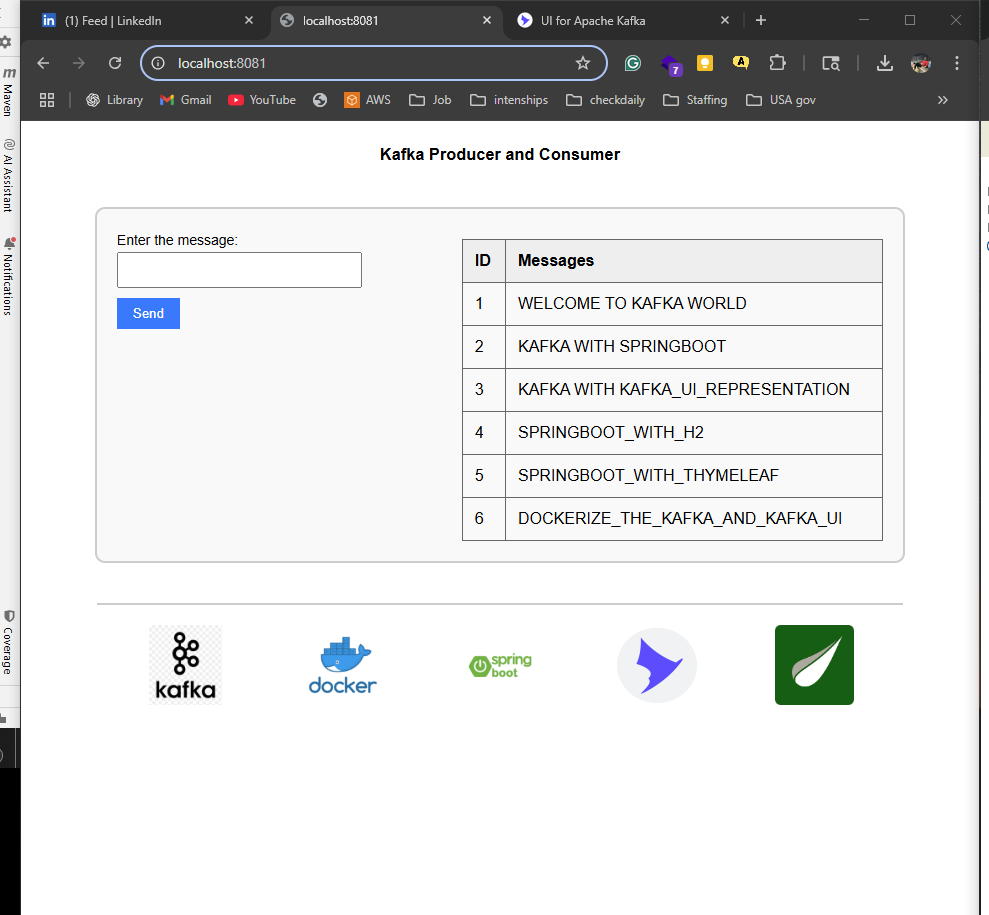 (1) Feed | LinkedIn
localhost:8081
UI for Apache Kafka
localhost:8081
7
Library
Gmail
YouTube
AWS
Job
intenships
checkdaily
Staffing
USA gov
Maven
AI Assistant
Notifications
Coverage
Kafka Producer and Consumer
Enter the message:
Send
ID Messages
1 WELCOME TO KAFKA WORLD
2 KAFKA WITH SPRINGBOOT
3 KAFKA WITH KAFKA_UI_REPRESENTATION
4 SPRINGBOOT_WITH_H2
5 SPRINGBOOT_WITH_THYMELEAF
6 DOCKERIZE_THE_KAFKA_AND_KAFKA_UI
kafka
docker
spring
boot